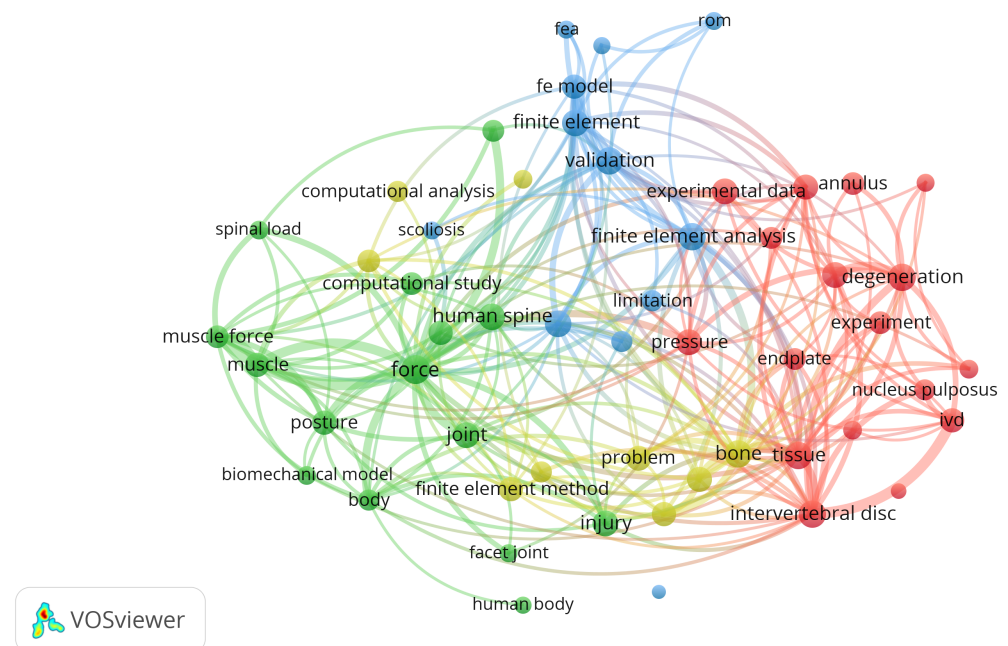 fea
rom
fe model
finite element
validation
computational analysis
experimental data
annulus
spinal load
scoliosis
finite element analysis
computational study
degeneration
limitation
human spine
experiment
muscle force
pressure
muscle
force
endplate
nucleus pulposus
posture
joint
ivd
problem
bone
tissue
biomechanical model
body
finite element method
injury
intervertebral disc
facet joint
human body
VOSviewer